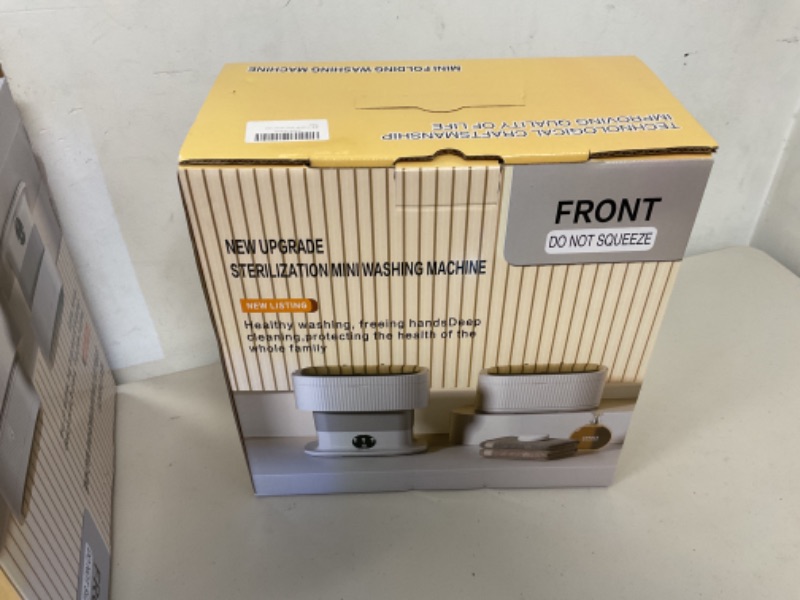 MINI FOLDING WASHING MACHINE
TECHNOLOGICAL CRAFTSMANSHIP
IMPROVING QUALITY OF LIFE
FRONT
DO NOT SQUEEZE
NEW UPGRADE
STERILIZATION MINI WASHING MACHINE
NEW LISTING
Healthy washing, freeing handsDeep
cleaning,protecting the health of the
whole family